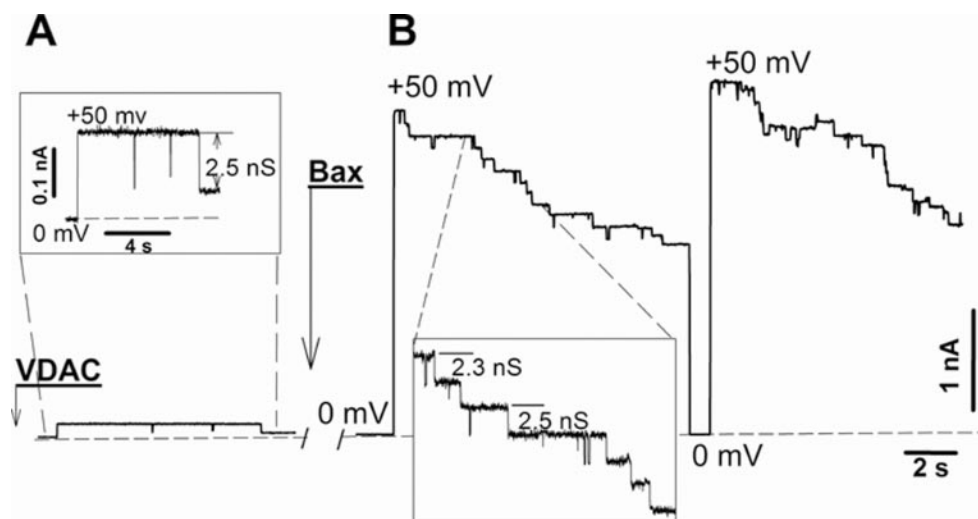 A
B
+50 mv
0.1 nA
2.5 nS
0 mV
4 s
VDAC
Bax
+50 mV
0 mV
2.3 nS
2.5 nS
+50 mV
0 mV
1 nA
2 s